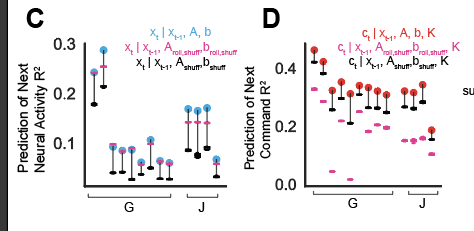 C
x_t | x_t-1, A, b
x_t | x_t-1, A_roll,shuff, b_roll,shuff
x_t | x_t-1, A_shuff, b_shuff
Prediction of Next
Neural Activity R²
0.3
0.2
0.1
G
J
D
c_t | x_t-1, A, b, K
c_t | x_t-1, A_roll,shuff, b_roll,shuff, K
c_t | x_t-1, A_shuff, b_shuff, K
Prediction of Next
Command R²
0.4
0.2
0.0
G
J
su